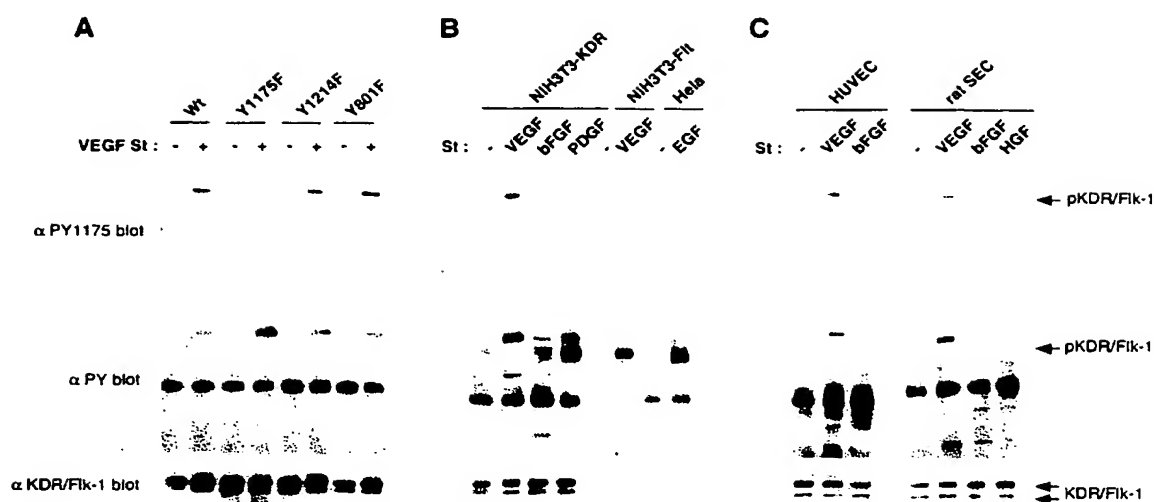 A
B
C
Wt
Y1175F
Y1214F
Y801F
NIH3T3-KDR
NIH3T3-Flt
Hela
HUVEC
rat SEC
VEGF St : - + - + - + - +
St : - VEGF bFGF PDGF VEGF - EGF
St : - VEGF bFGF - VEGF bFGF HGF
pKDR/Flk-1
α PY1175 blot
pKDR/Flk-1
α PY blot
α KDR/Flk-1 blot
KDR/Flk-1